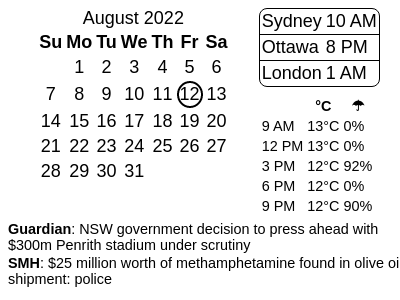 August 2022
Su Mo Tu We Th Fr Sa
1 2 3 4 5 6
7 8 9 10 11 12 13
14 15 16 17 18 19 20
21 22 23 24 25 26 27
28 29 30 31
Sydney 10 AM
Ottawa 8 PM
London 1 AM
°C ☂
9 AM 13°C 0%
12 PM 13°C 0%
3 PM 12°C 92%
6 PM 12°C 0%
9 PM 12°C 90%
Guardian: NSW government decision to press ahead with
$300m Penrith stadium under scrutiny
SMH: $25 million worth of methamphetamine found in olive oi
shipment: police